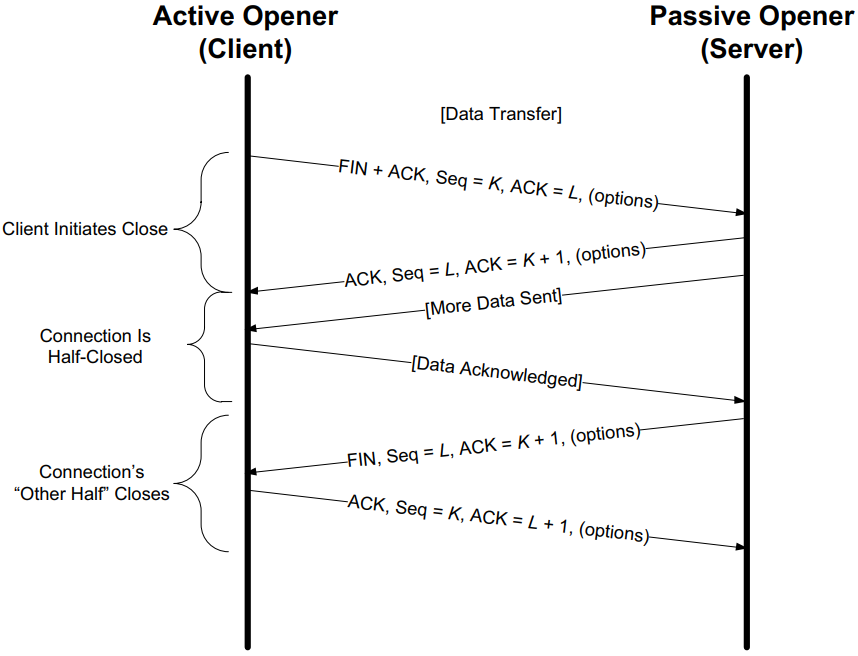 Active Opener
(Client)
Passive Opener
(Server)
[Data Transfer]
FIN + ACK, Seq = K, ACK = L, (options)
Client Initiates Close
ACK, Seq = L, ACK = K + 1, (options)
[More Data Sent]
Connection Is
Half-Closed
[Data Acknowledged]
FIN, Seq = L, ACK = K + 1, (options)
Connection’s
“Other Half” Closes
ACK, Seq = K, ACK = L + 1, (options)